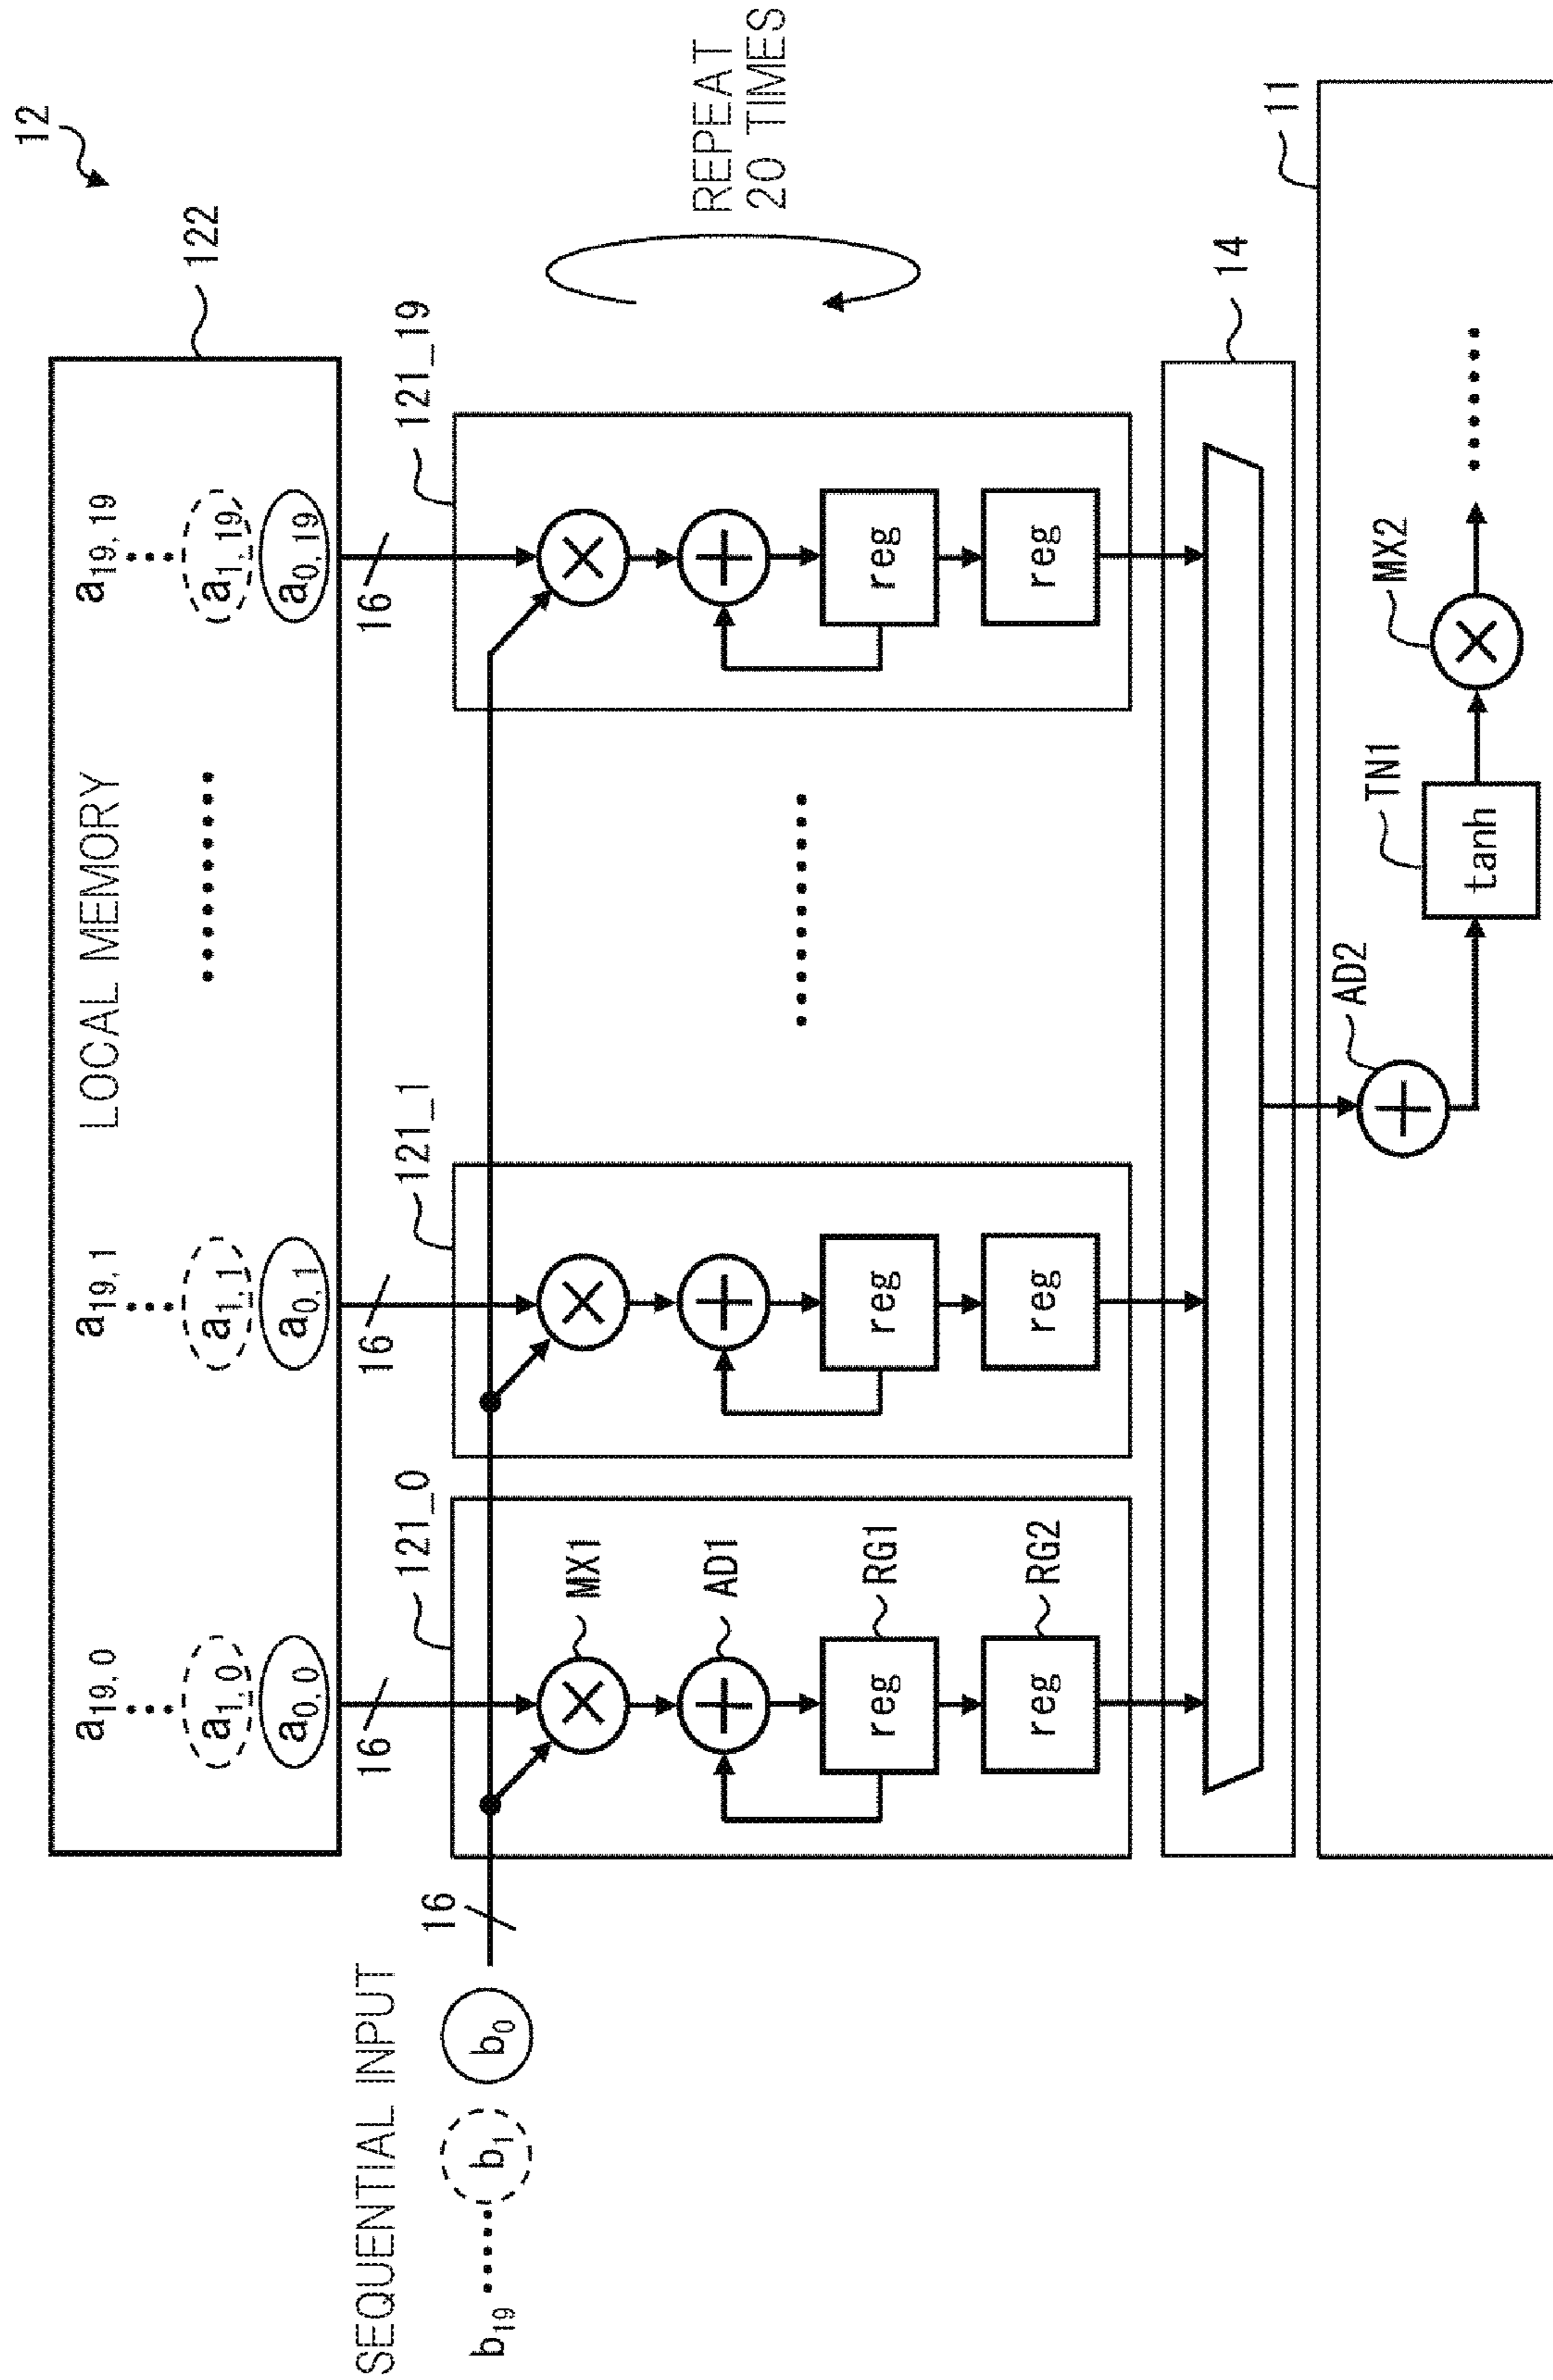 12
122
LOCAL MEMORY
a19,0
a1,0
a0,0
a19,1
a1,1
a0,1
a19,19
a1,19
a0,19
16
16
16
SEQUENTIAL INPUT
b19
b1
b0
16
121_0
121_1
121_19
MX1
AD1
reg
RG1
reg
RG2
reg
reg
reg
reg
REPEAT
20 TIMES
14
11
AD2
tanh
TN1
MX2